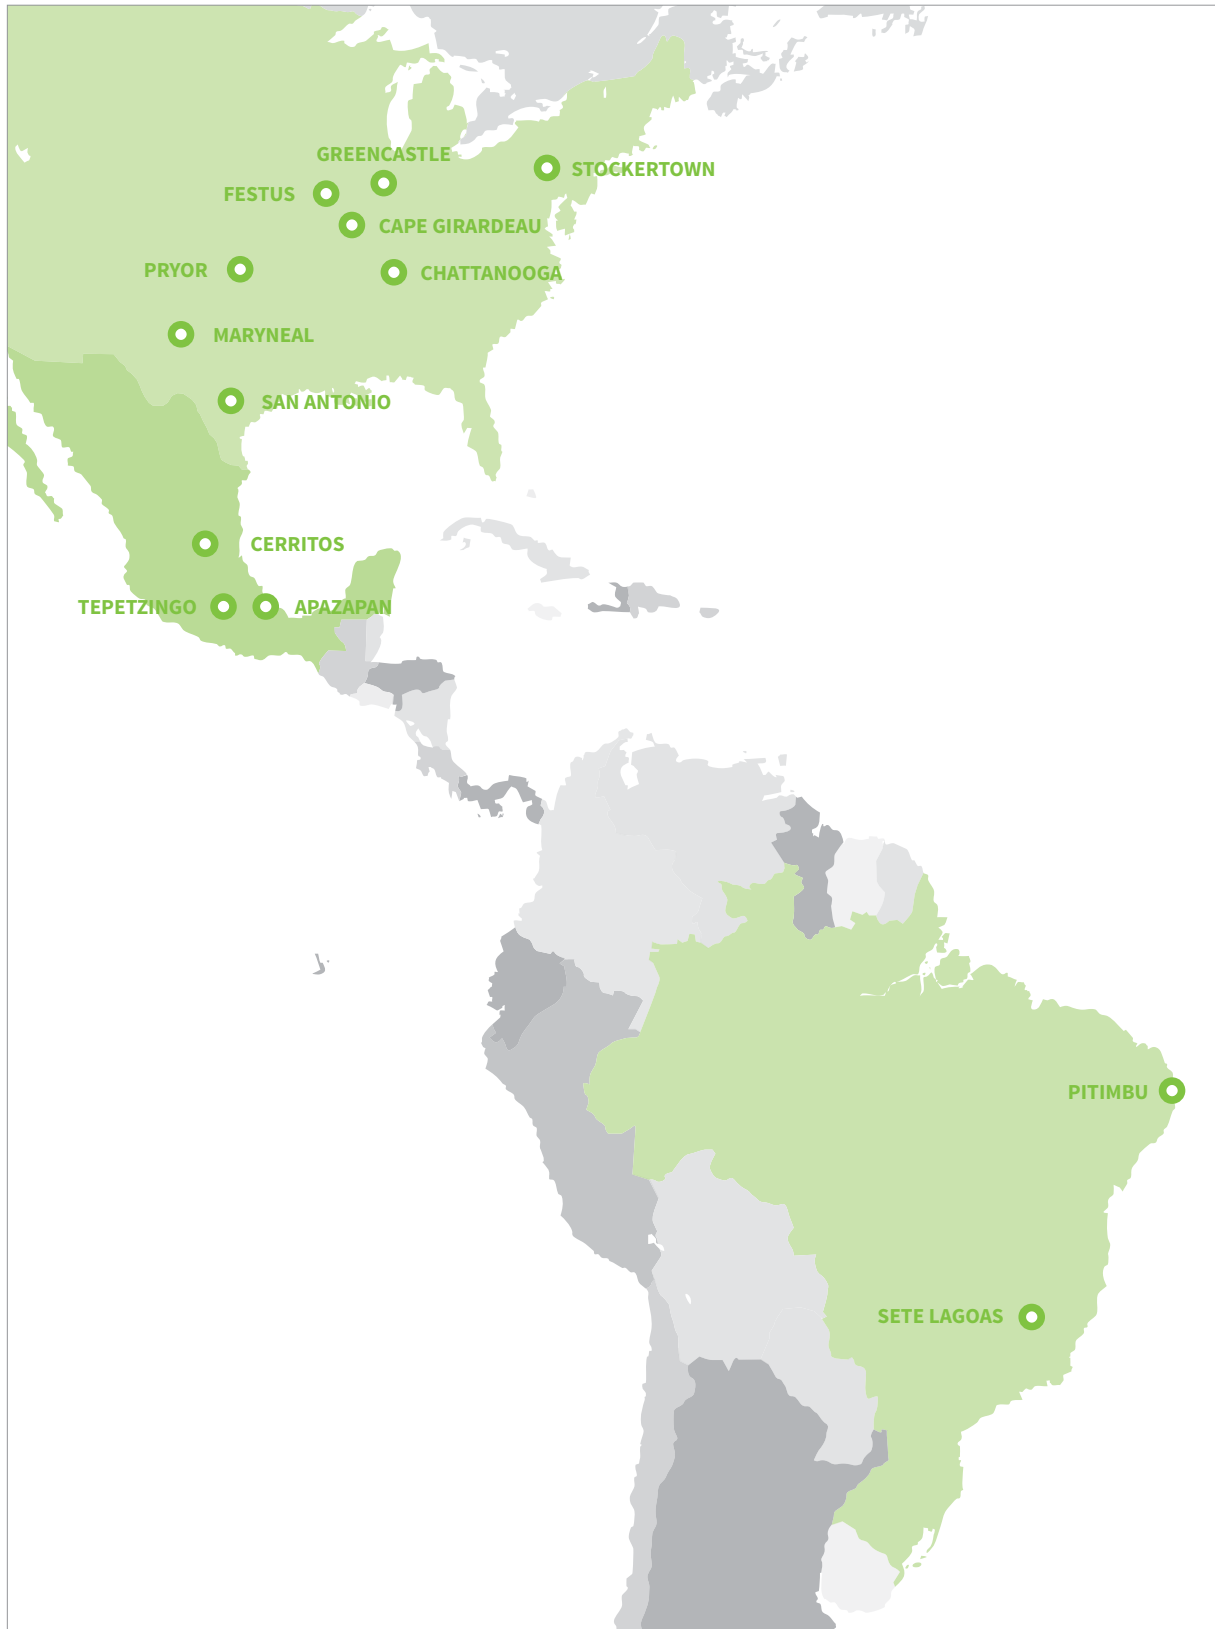 GREENCASTLE
STOCKERTOWN
FESTUS
CAPE GIRARDEAU
PRYOR
CHATTANOOGA
MARYNEAL
SAN ANTONIO
CERRITOS
TEPETZINGO
APAZAPAN
PITIMBU
SETE LAGOAS